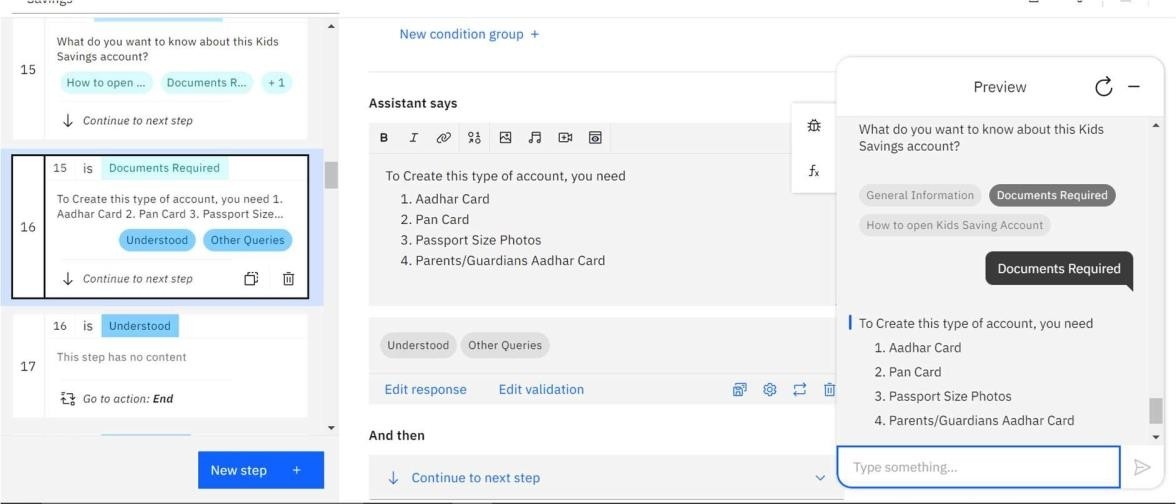 Savings
15
What do you want to know about this Kids
Savings account?
How to open ...
Documents R...
+ 1
Continue to next step
15 is Documents Required
16
To Create this type of account, you need 1.
Aadhar Card 2. Pan Card 3. Passport Size...
Understood
Other Queries
Continue to next step
16 is Understood
17
This step has no content
Go to action: End
New step +
New condition group +
Assistant says
B I
To Create this type of account, you need
1. Aadhar Card
2. Pan Card
3. Passport Size Photos
4. Parents/Guardians Aadhar Card
Understood
Other Queries
Edit response
Edit validation
And then
Continue to next step
fx
Preview
What do you want to know about this Kids
Savings account?
General Information
Documents Required
How to open Kids Saving Account
Documents Required
To Create this type of account, you need
1. Aadhar Card
2. Pan Card
3. Passport Size Photos
4. Parents/Guardians Aadhar Card
Type something...